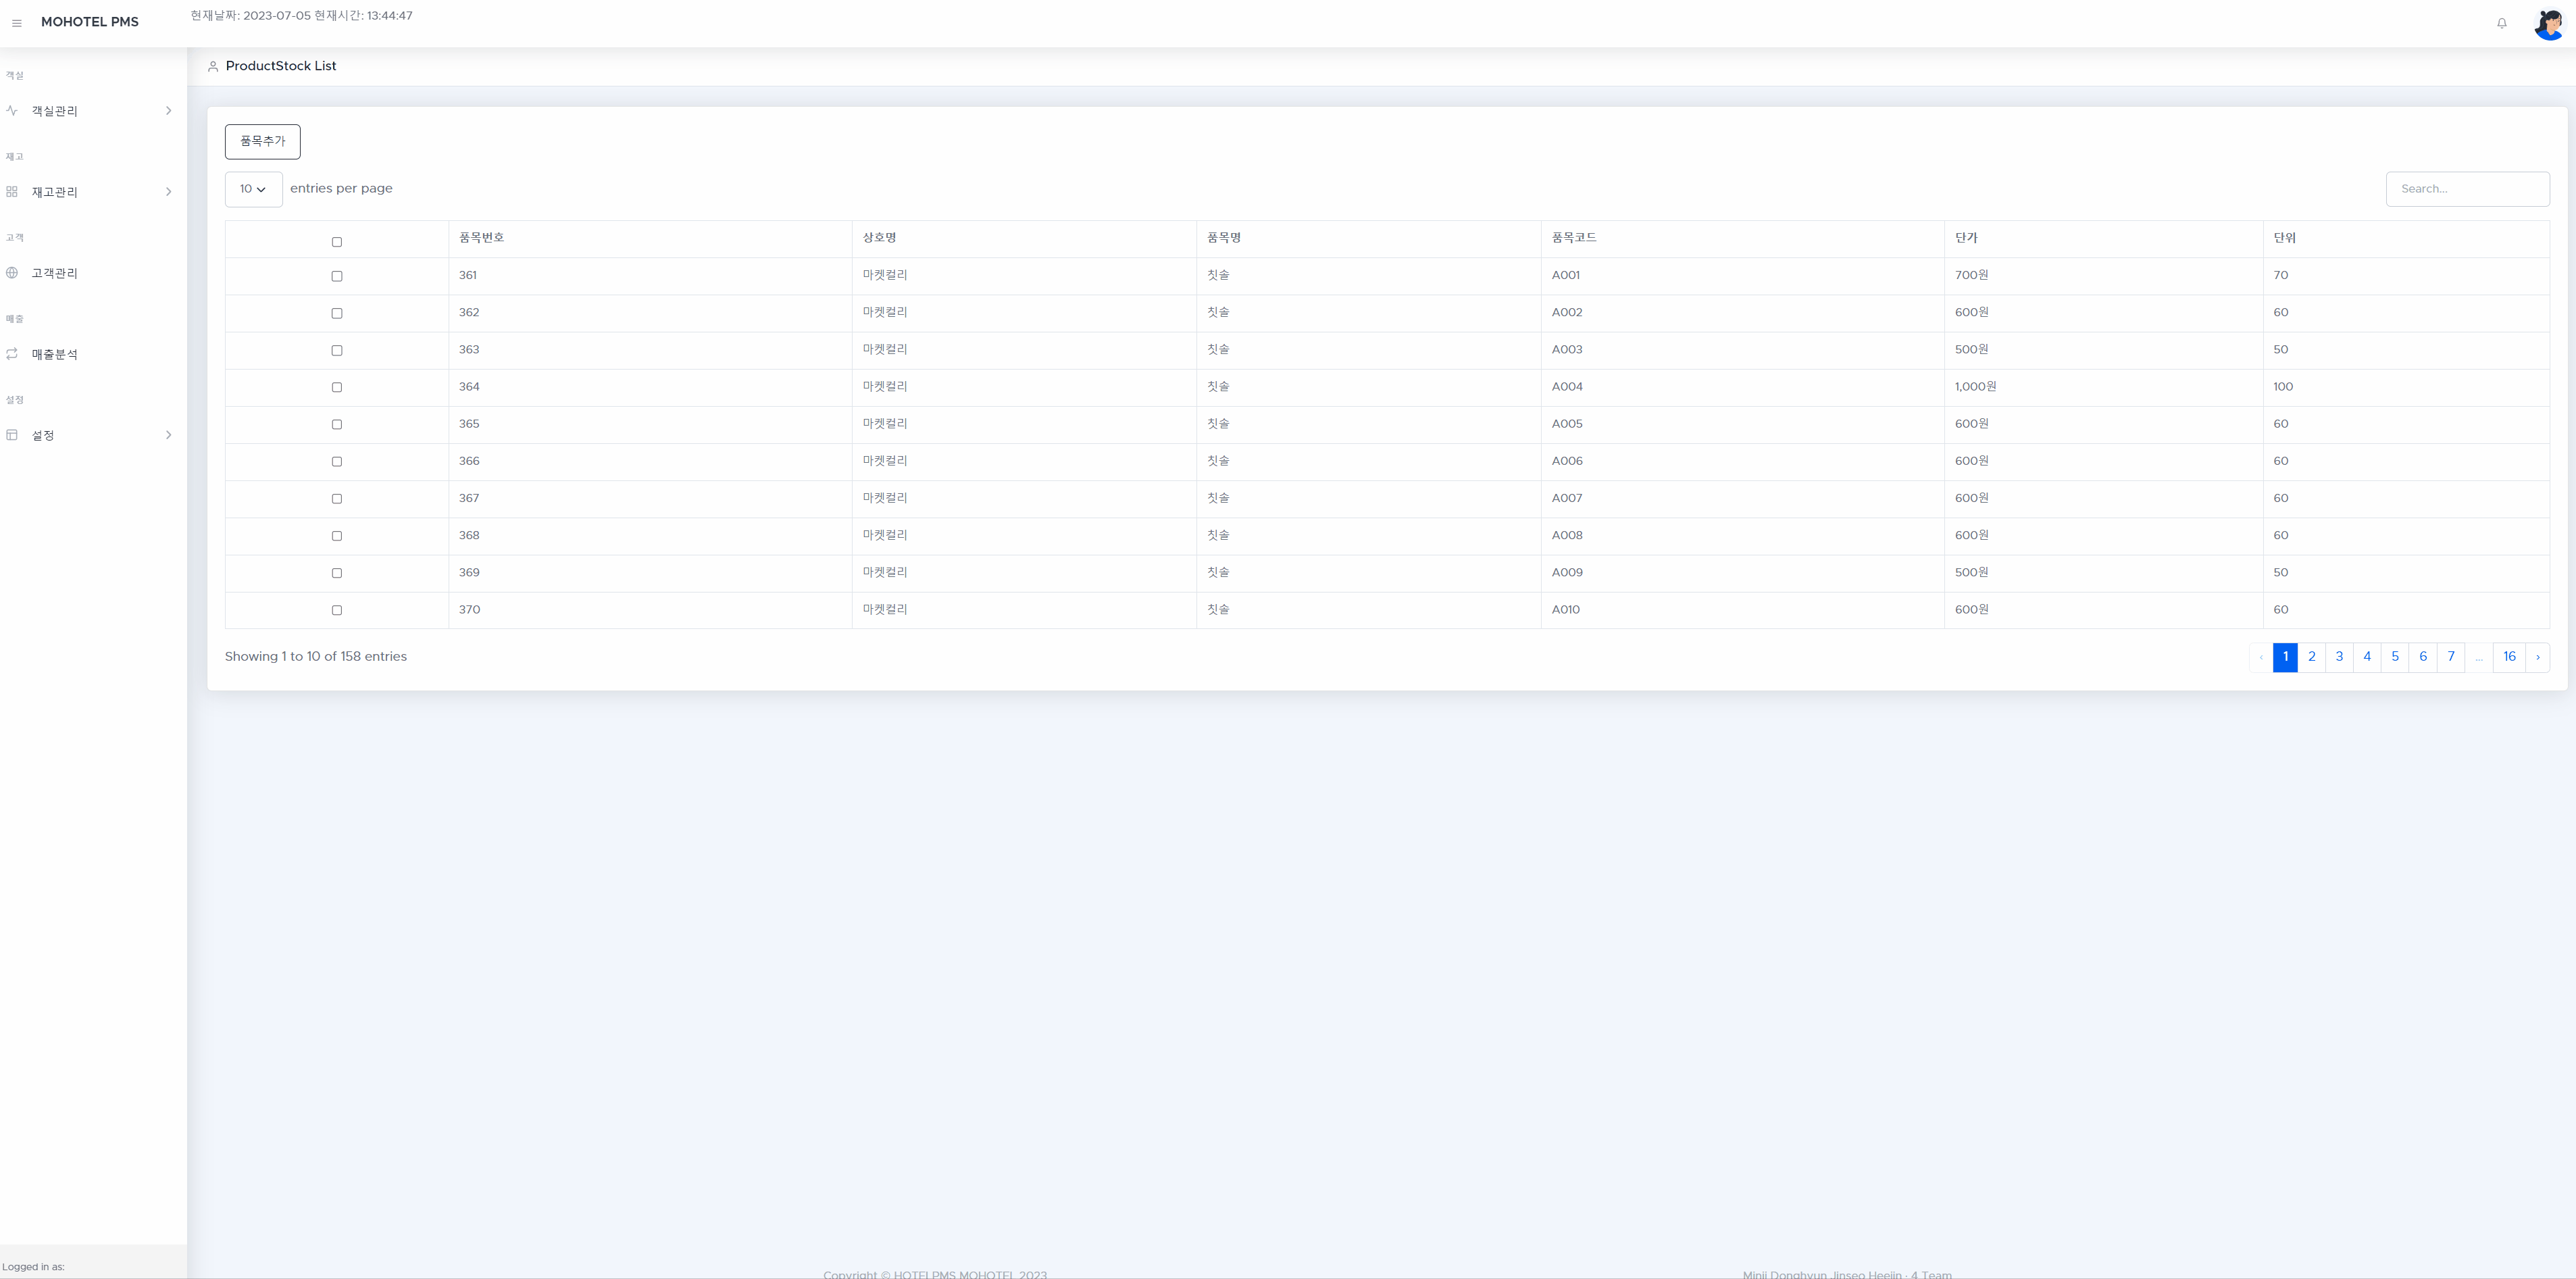 MOHOTEL PMS
현재날짜: 2023-07-05 현재시간: 13:44:47
객실
객실관리
재고
재고관리
고객
고객관리
매출
매출분석
설정
설정
Logged in as:
ProductStock List
품목추가
10 entries per page
Search...
품목번호 상호명 품목명 품목코드 단가 단위
361 마켓컬리 칫솔 A001 700원 70
362 마켓컬리 칫솔 A002 600원 60
363 마켓컬리 칫솔 A003 500원 50
364 마켓컬리 칫솔 A004 1,000원 100
365 마켓컬리 칫솔 A005 600원 60
366 마켓컬리 칫솔 A006 600원 60
367 마켓컬리 칫솔 A007 600원 60
368 마켓컬리 칫솔 A008 600원 60
369 마켓컬리 칫솔 A009 500원 50
370 마켓컬리 칫솔 A010 600원 60
Showing 1 to 10 of 158 entries
‹ 1 2 3 4 5 6 7 ... 16 ›
Copyright © HOTELPMS MOHOTEL 2023
Minji Donghyun Jinseo Heejin · 4 Team